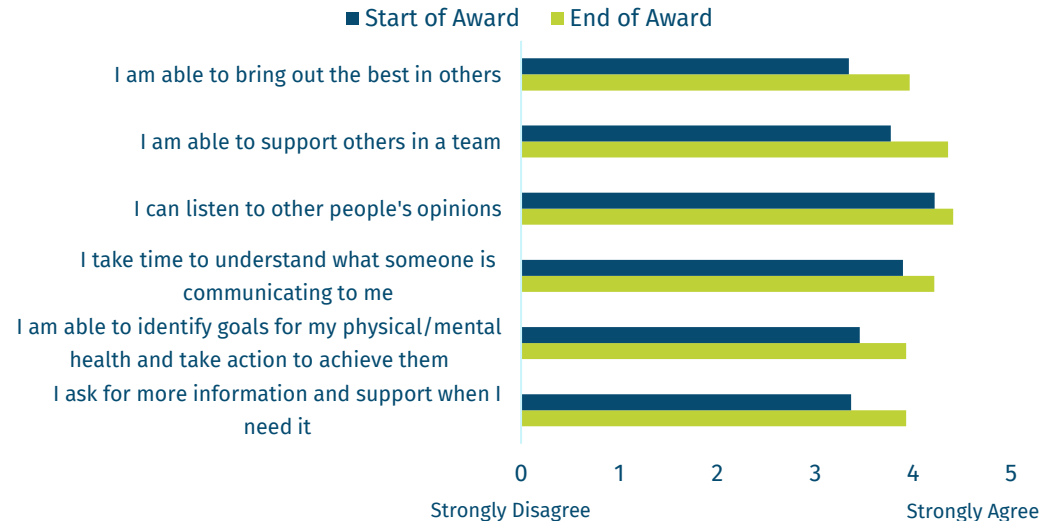 Start of Award End of Award
I am able to bring out the best in others
I am able to support others in a team
I can listen to other people's opinions
I take time to understand what someone is
communicating to me
I am able to identify goals for my physical/mental
health and take action to achieve them
I ask for more information and support when I
need it
0 1 2 3 4 5
Strongly Disagree Strongly Agree